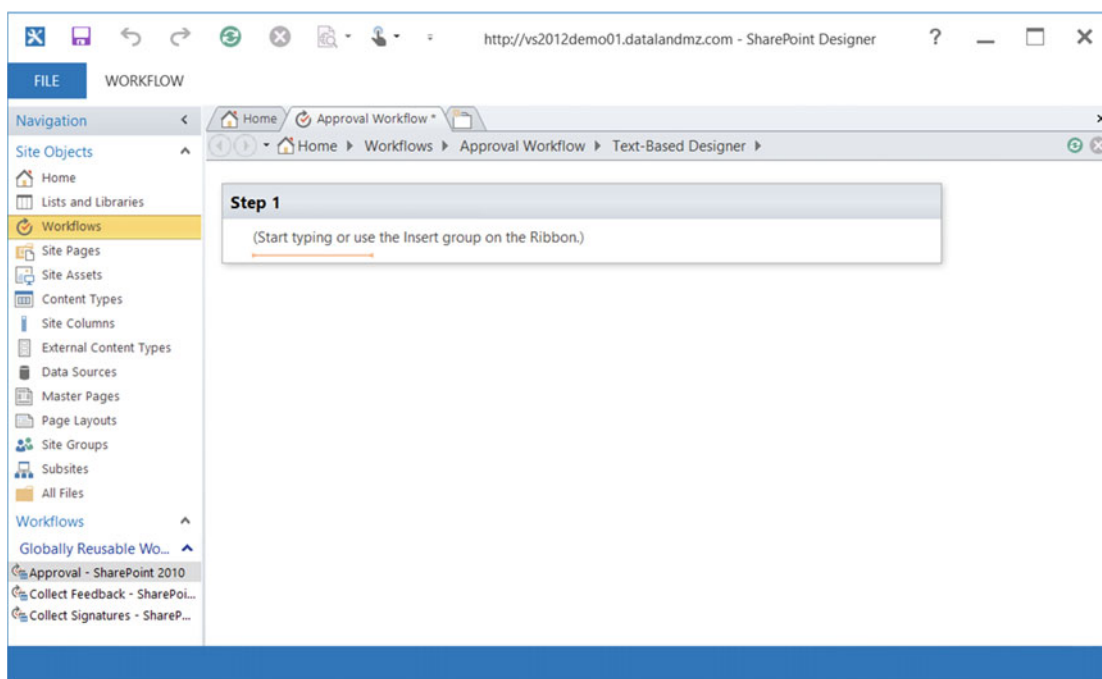 http://vs2012demo01.datalandmz.com - SharePoint Designer ?
FILE WORKFLOW
Navigation
Home Approval Workflow *
Site Objects
Home Workflows Approval Workflow Text-Based Designer
Home
Lists and Libraries
Workflows
Site Pages
Site Assets
Content Types
Site Columns
External Content Types
Data Sources
Master Pages
Page Layouts
Site Groups
Subsites
All Files
Workflows
Globally Reusable Wo...
Approval - SharePoint 2010
Collect Feedback - SharePoi...
Collect Signatures - ShareP...
Step 1
(Start typing or use the Insert group on the Ribbon.)